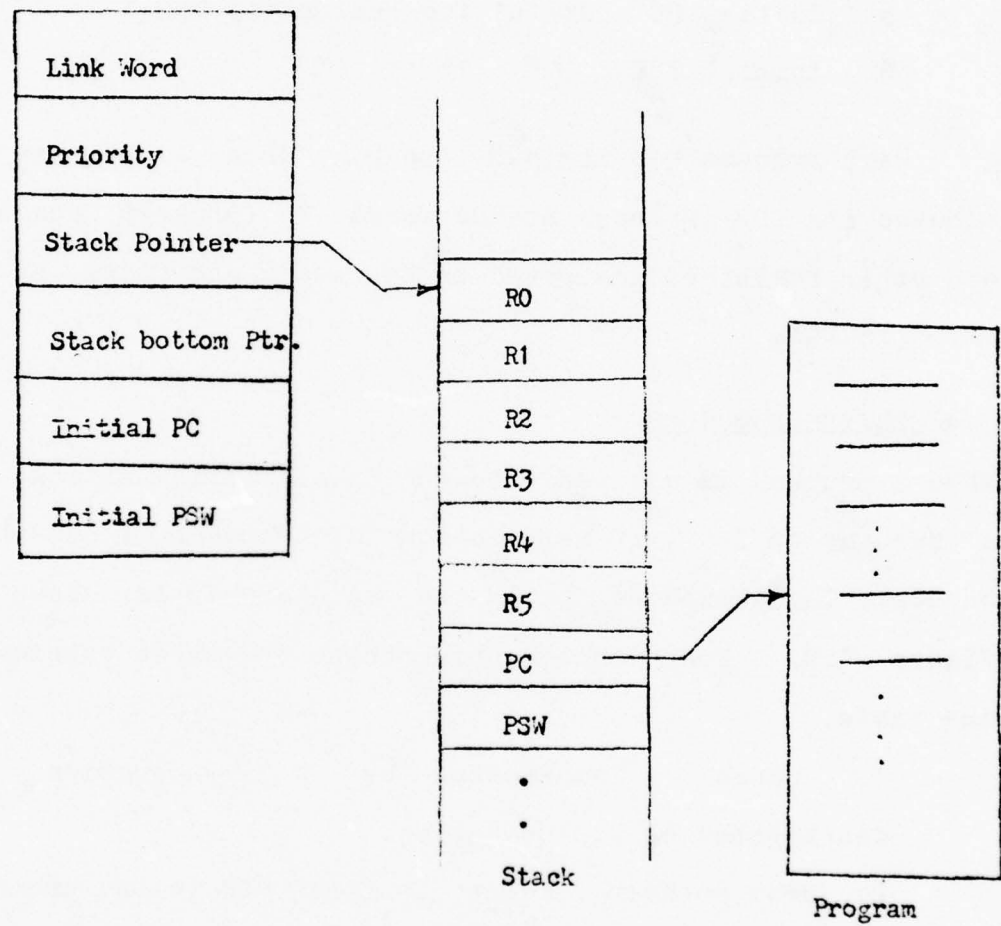 Link Word
Priority
Stack Pointer
Stack bottom Ptr.
Initial PC
Initial PSW
R0
R1
R2
R3
R4
R5
PC
PSW
Stack
Program